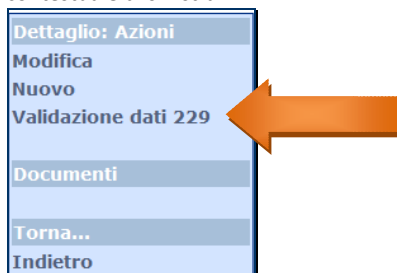 Dettaglio: Azioni
Modifica
Nuovo
Validazione dati 229
Documenti
Torna...
Indietro